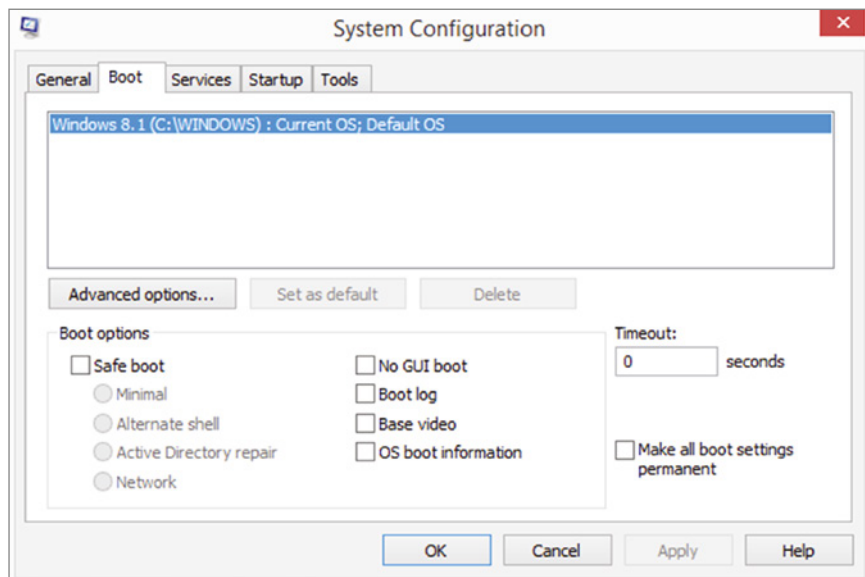 System Configuration
General Boot Services Startup Tools
Windows 8.1 (C:\WINDOWS) : Current OS; Default OS
Advanced options... Set as default Delete
Boot options
Timeout:
Safe boot No GUI boot 0 seconds
Minimal Boot log
Alternate shell Base video
Active Directory repair OS boot information Make all boot settings
permanent
Network
OK Cancel Apply Help